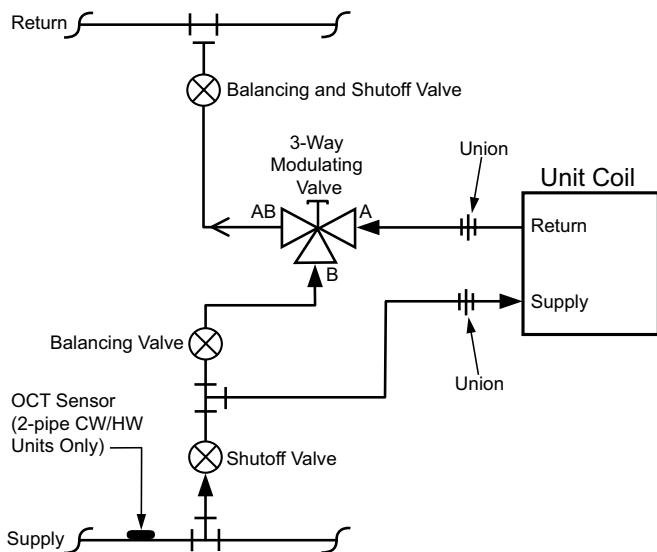 Return
Balancing and Shutoff Valve
3-Way
Modulating
Valve
Union
Unit Coil
AB
A
Return
B
Supply
Balancing Valve
Union
OCT Sensor
(2-pipe CW/HW
Units Only)
Shutoff Valve
Supply